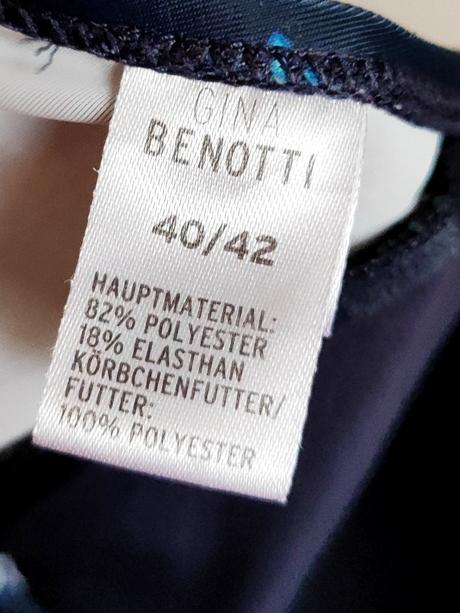 GINA
BENOTTI
40/42
HAUPTMATERIAL:
82% POLYESTER
18% ELASTHAN
KÖRBCHENFUTTER/
FUTTER:
100% POLYESTER